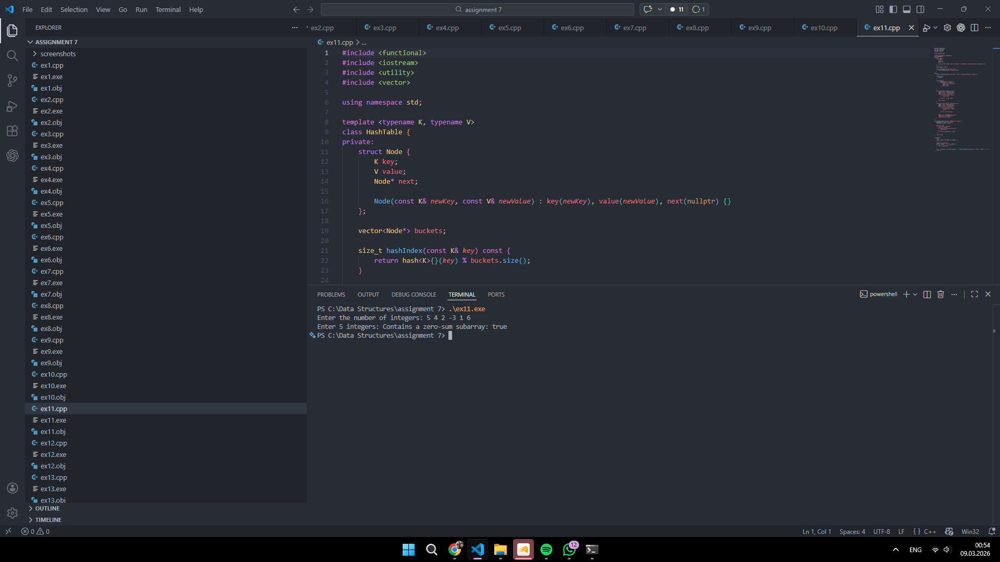 File Edit Selection View Go Run Terminal Help
assignment 7
11
1
EXPLORER
ASSIGNMENT 7
screenshots
ex1.cpp
ex1.exe
ex1.obj
ex2.cpp
ex2.exe
ex2.obj
ex3.cpp
ex3.exe
ex3.obj
ex4.cpp
ex4.exe
ex4.obj
ex5.cpp
ex5.exe
ex5.obj
ex6.cpp
ex6.exe
ex6.obj
ex7.cpp
ex7.exe
ex7.obj
ex8.cpp
ex8.exe
ex8.obj
ex9.cpp
ex9.exe
ex9.obj
ex10.cpp
ex10.exe
ex10.obj
ex11.cpp
ex11.exe
ex11.obj
ex12.cpp
ex12.exe
ex12.obj
ex13.cpp
ex13.exe
ex13.obj
OUTLINE
TIMELINE
ex2.cpp ex3.cpp ex4.cpp ex5.cpp ex6.cpp ex7.cpp ex8.cpp ex9.cpp ex10.cpp ex11.cpp
ex11.cpp > ...
1 #include <functional>
2 #include <iostream>
3 #include <utility>
4 #include <vector>
5
6 using namespace std;
7
8 template <typename K, typename V>
9 class HashTable {
10 private:
11 struct Node {
12 K key;
13 V value;
14 Node* next;
15
16 Node(const K& newKey, const V& newValue) : key(newKey), value(newValue), next(nullptr) {}
17 };
18
19 vector<Node*> buckets;
20
21 size_t hashIndex(const K& key) const {
22 return hash<K>{}(key) % buckets.size();
23 }
24
PROBLEMS OUTPUT DEBUG CONSOLE TERMINAL PORTS
powershell
PS C:\Data Structures\assignment 7> .\ex11.exe
Enter the number of integers: 5 4 2 -3 1 6
Enter 5 integers: Contains a zero-sum subarray: true
PS C:\Data Structures\assignment 7>
0 0
Ln 1, Col 1 Spaces: 4 UTF-8 LF { } C++ Win32
12
ENG
00:54
09.03.2026